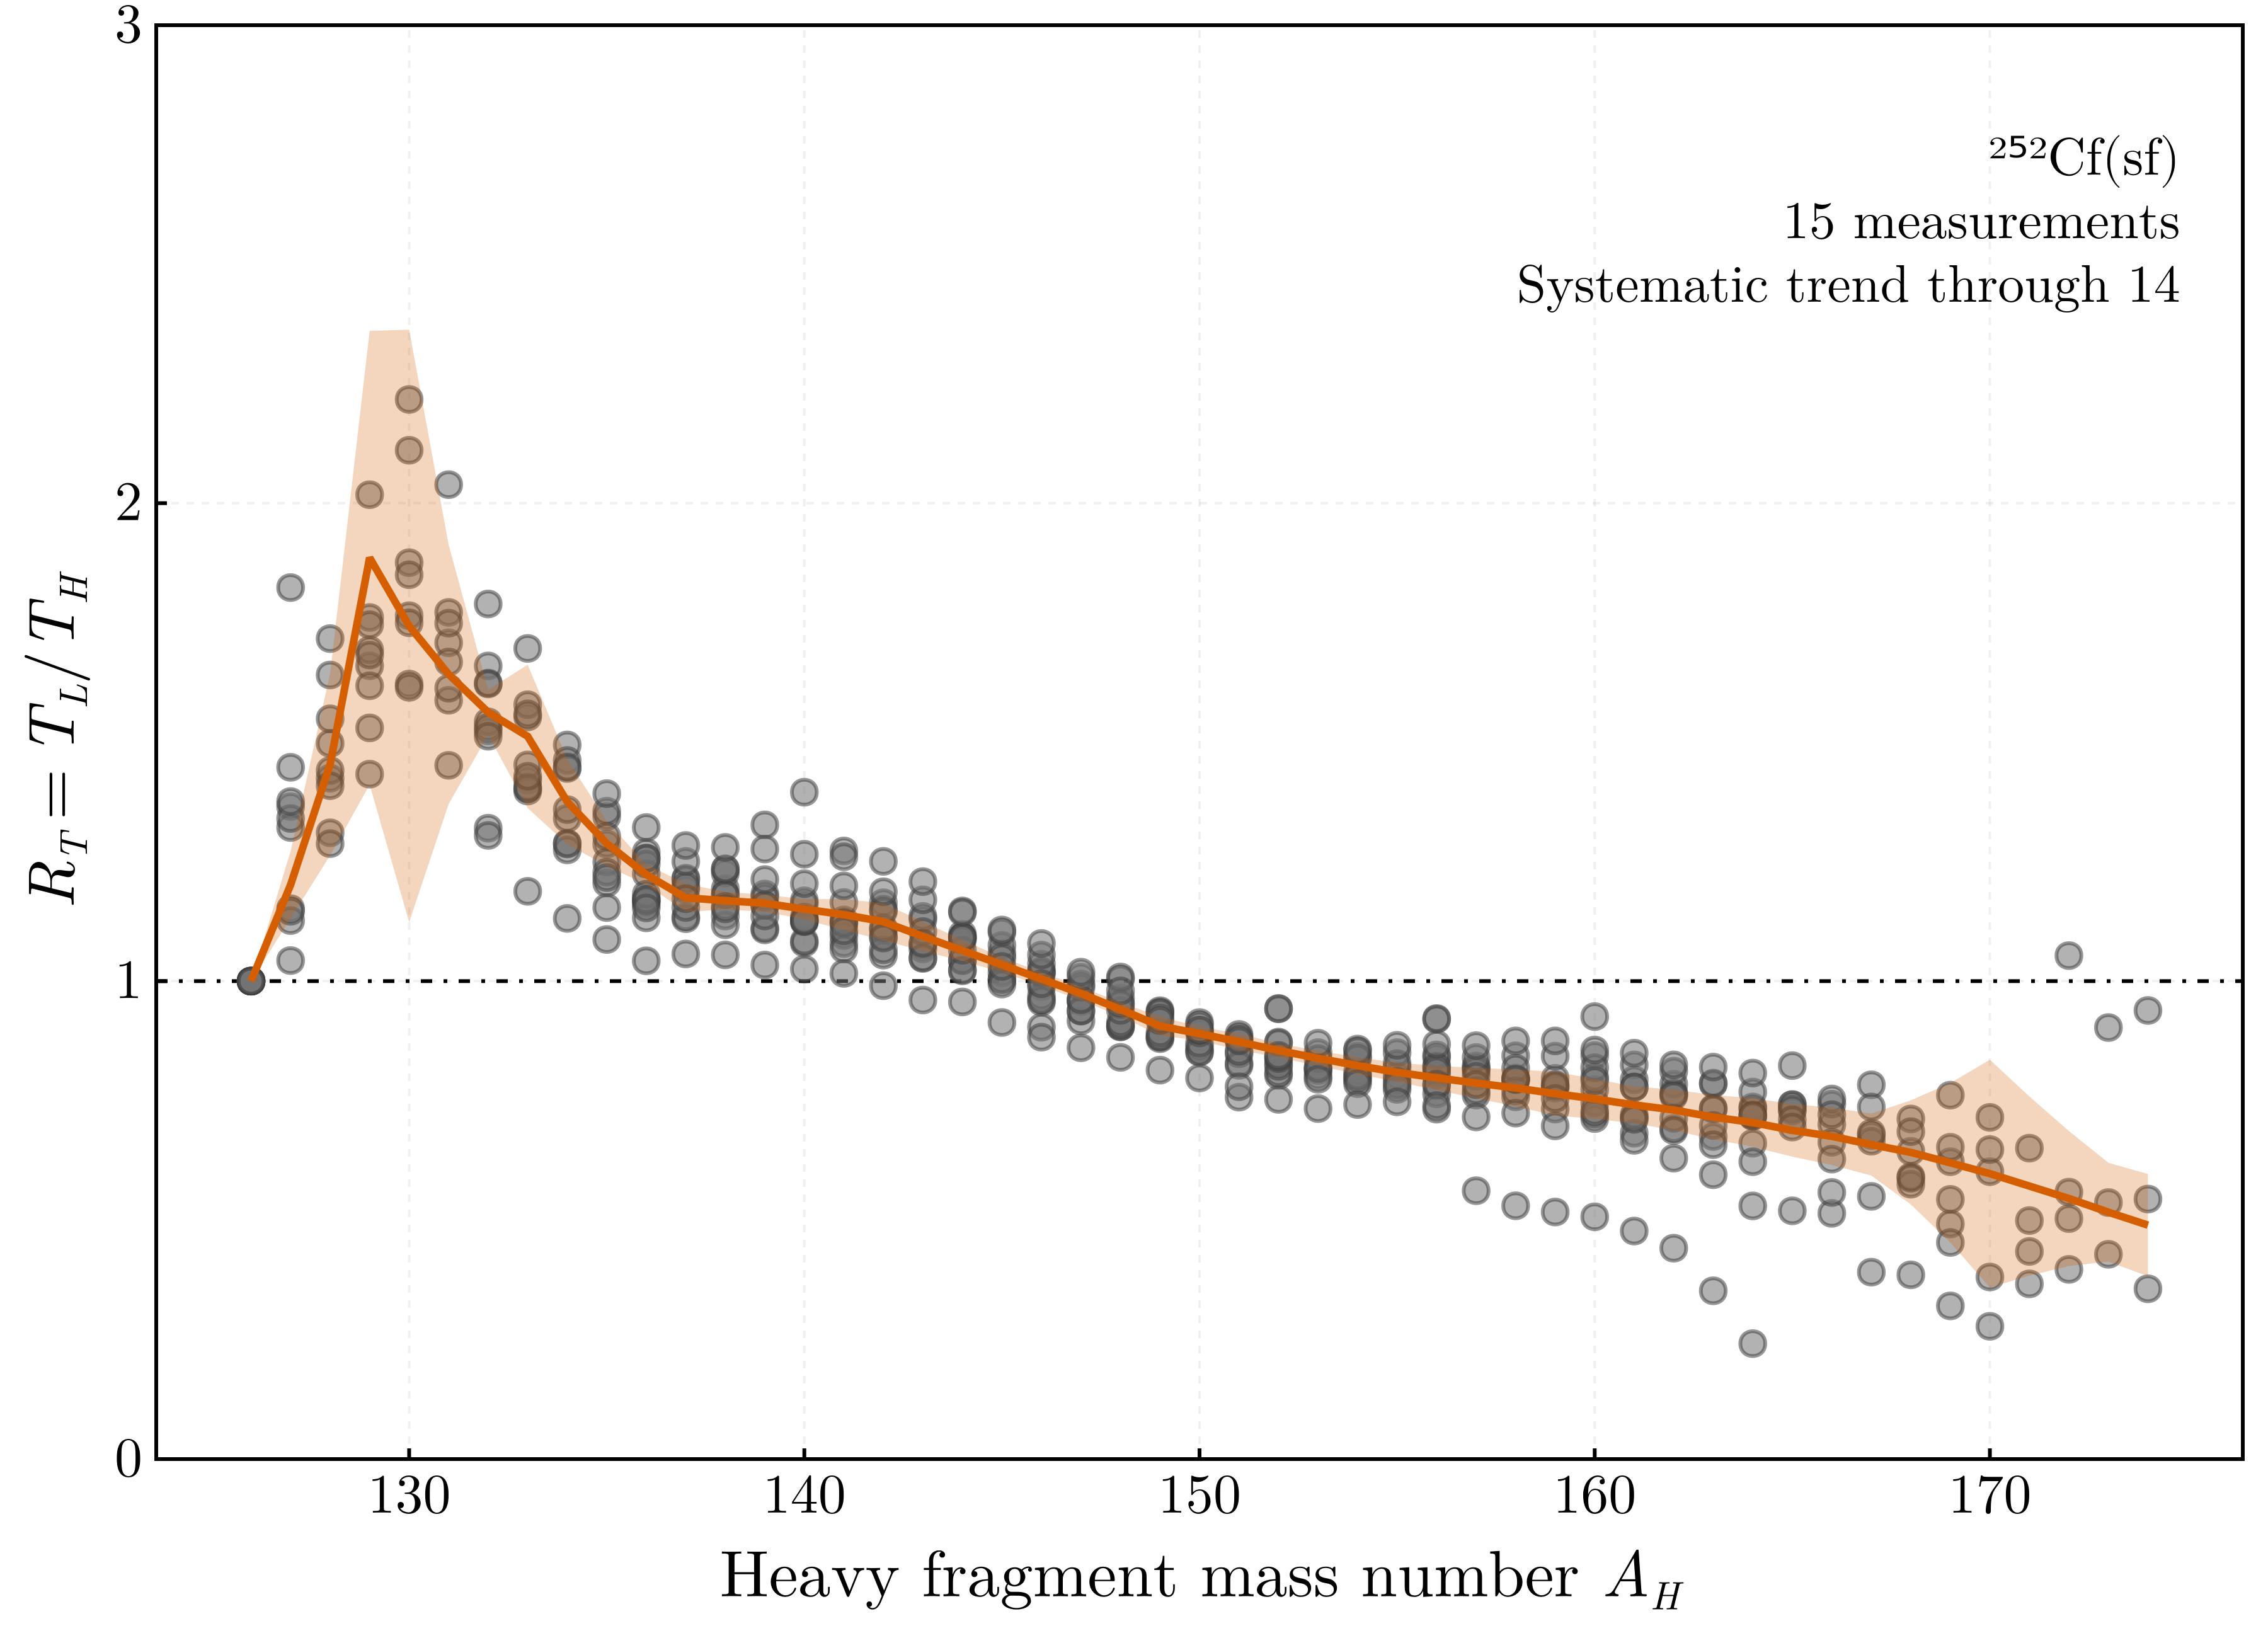 3
2
1
0
130 140 150 160 170
R_T = T_L / T_H
Heavy fragment mass number A_H
²⁵²Cf(sf)
15 measurements
Systematic trend through 14